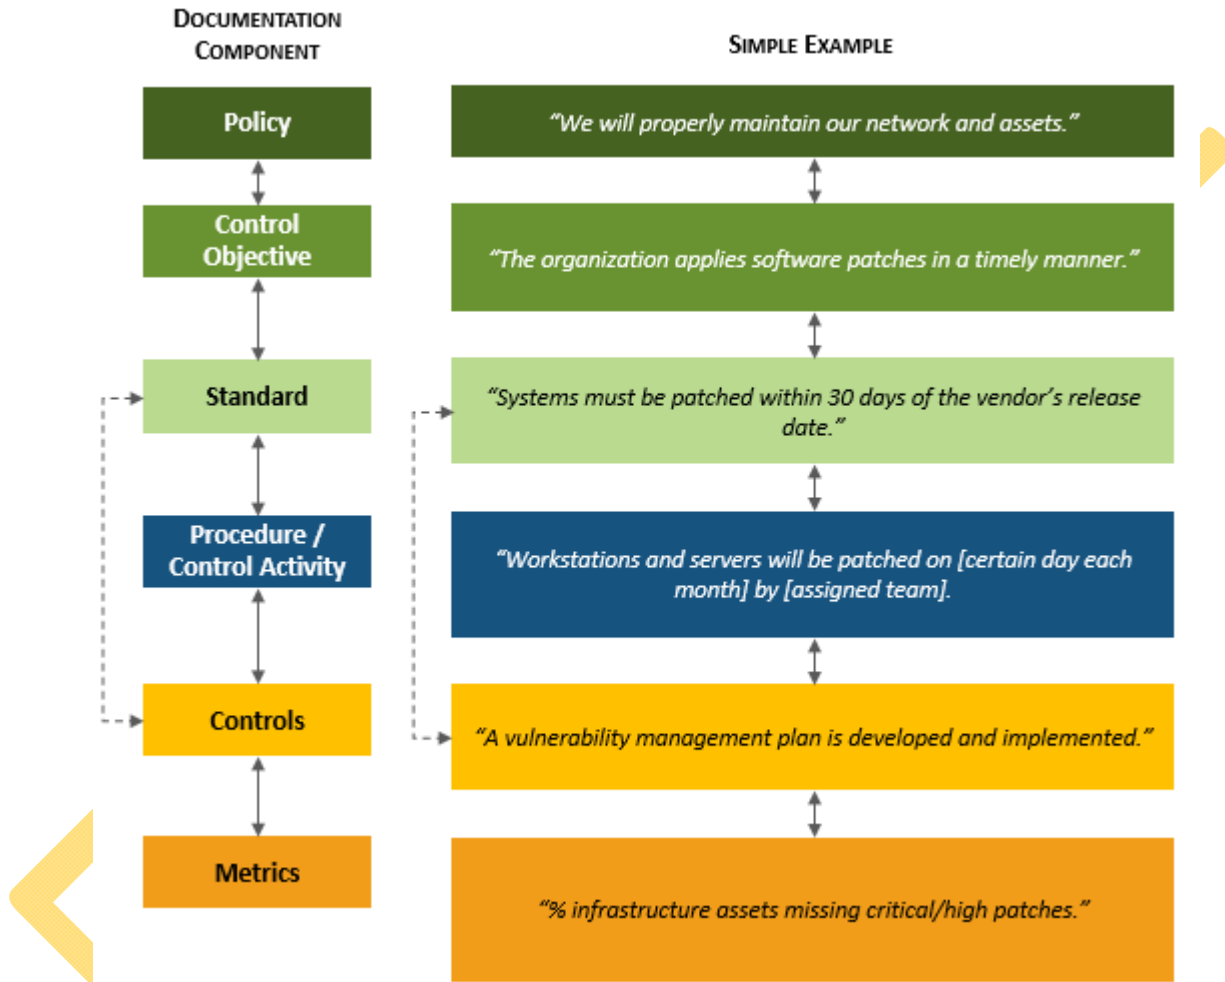 DOCUMENTATION
COMPONENT
SIMPLE EXAMPLE
Policy
“We will properly maintain our network and assets.”
Control
Objective
“The organization applies software patches in a timely manner.”
Standard
“Systems must be patched within 30 days of the vendor’s release
date.”
Procedure /
Control Activity
“Workstations and servers will be patched on [certain day each
month] by [assigned team].
Controls
“A vulnerability management plan is developed and implemented.”
Metrics
“% infrastructure assets missing critical/high patches.”